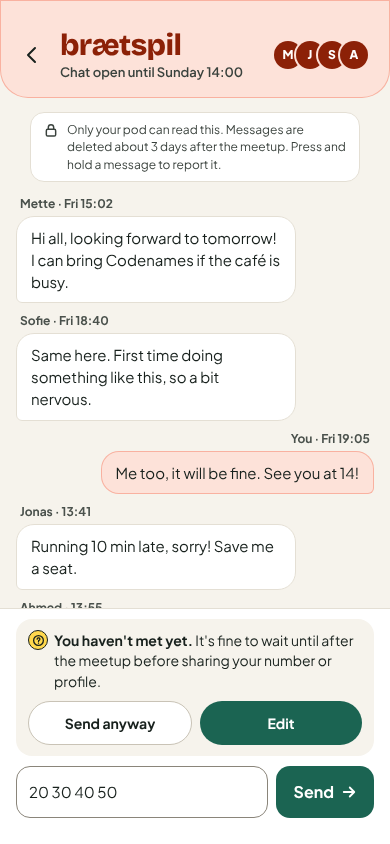 brætspil
Chat open until Sunday 14:00
M J S A
Only your pod can read this. Messages are
deleted about 3 days after the meetup. Press and
hold a message to report it.
Mette · Fri 15:02
Hi all, looking forward to tomorrow!
I can bring Codenames if the café is
busy.
Sofie · Fri 18:40
Same here. First time doing
something like this, so a bit
nervous.
You · Fri 19:05
Me too, it will be fine. See you at 14!
Jonas · 13:41
Running 10 min late, sorry! Save me
a seat.
Ahmed · 13:55
You haven't met yet. It's fine to wait until after
the meetup before sharing your number or
profile.
Send anyway
Edit
20 30 40 50
Send